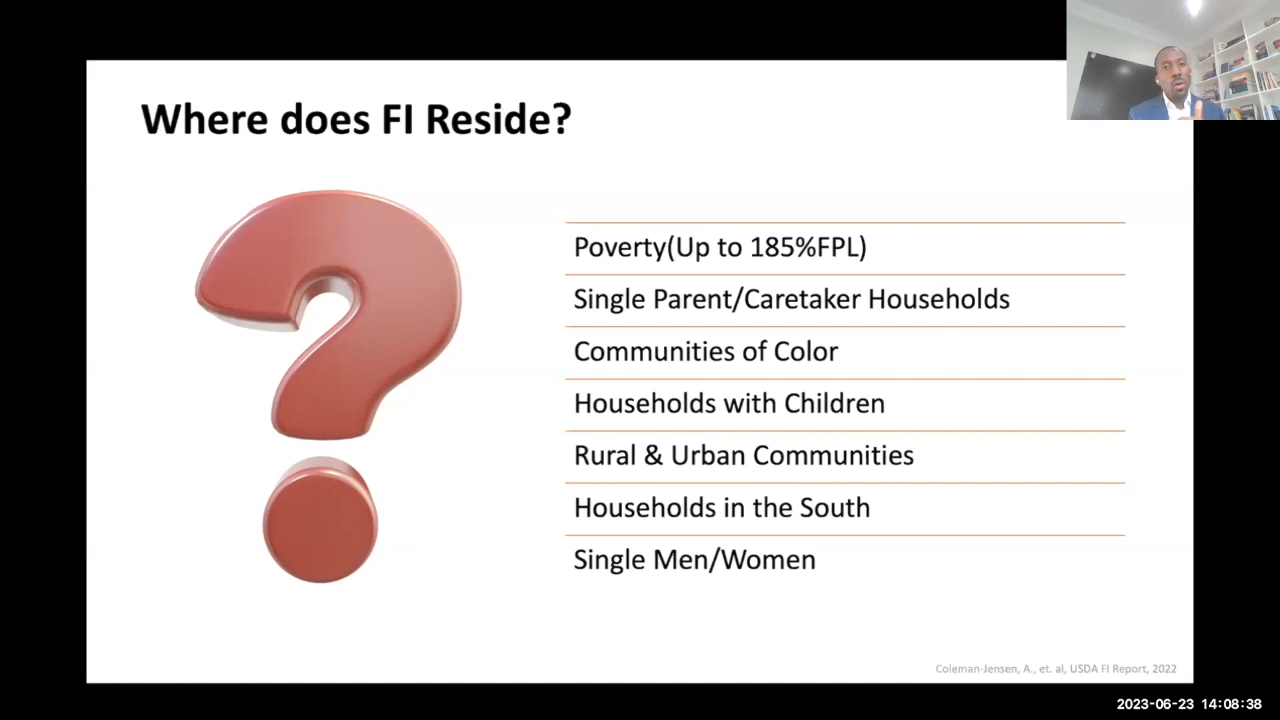 Where does FI Reside?
Poverty(Up to 185%FPL)
Single Parent/Caretaker Households
Communities of Color
Households with Children
Rural & Urban Communities
Households in the South
Single Men/Women
Coleman-Jensen, A., et. al, USDA FI Report, 2022
2023-06-23 14:08:38